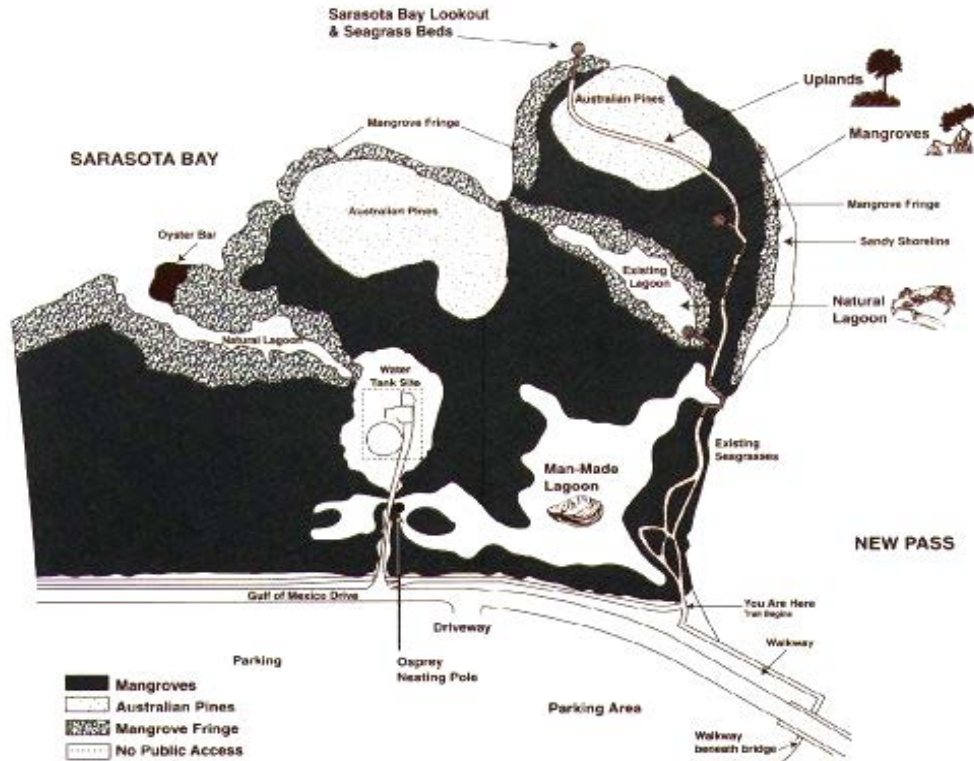 Sarasota Bay Lookout
& Seagrass Beds
Australian Pines
Uplands
Mangrove Fringe
Mangroves
SARASOTA BAY
Australian Pines
Mangrove Fringe
Oyster Bar
Sandy Shoreline
Existing
Lagoon
Natural
Lagoon
Natural Lagoon
Water
Tank Site
Existing
Seagrasses
Man-Made
Lagoon
NEW PASS
Gulf of Mexico Drive
You Are Here
Trail Begins
Driveway
Walkway
Parking
Osprey
Neating Pole
Mangroves
Australian Pines
Parking Area
Mangrove Fringe
No Public Access
Walkway
beneath bridge